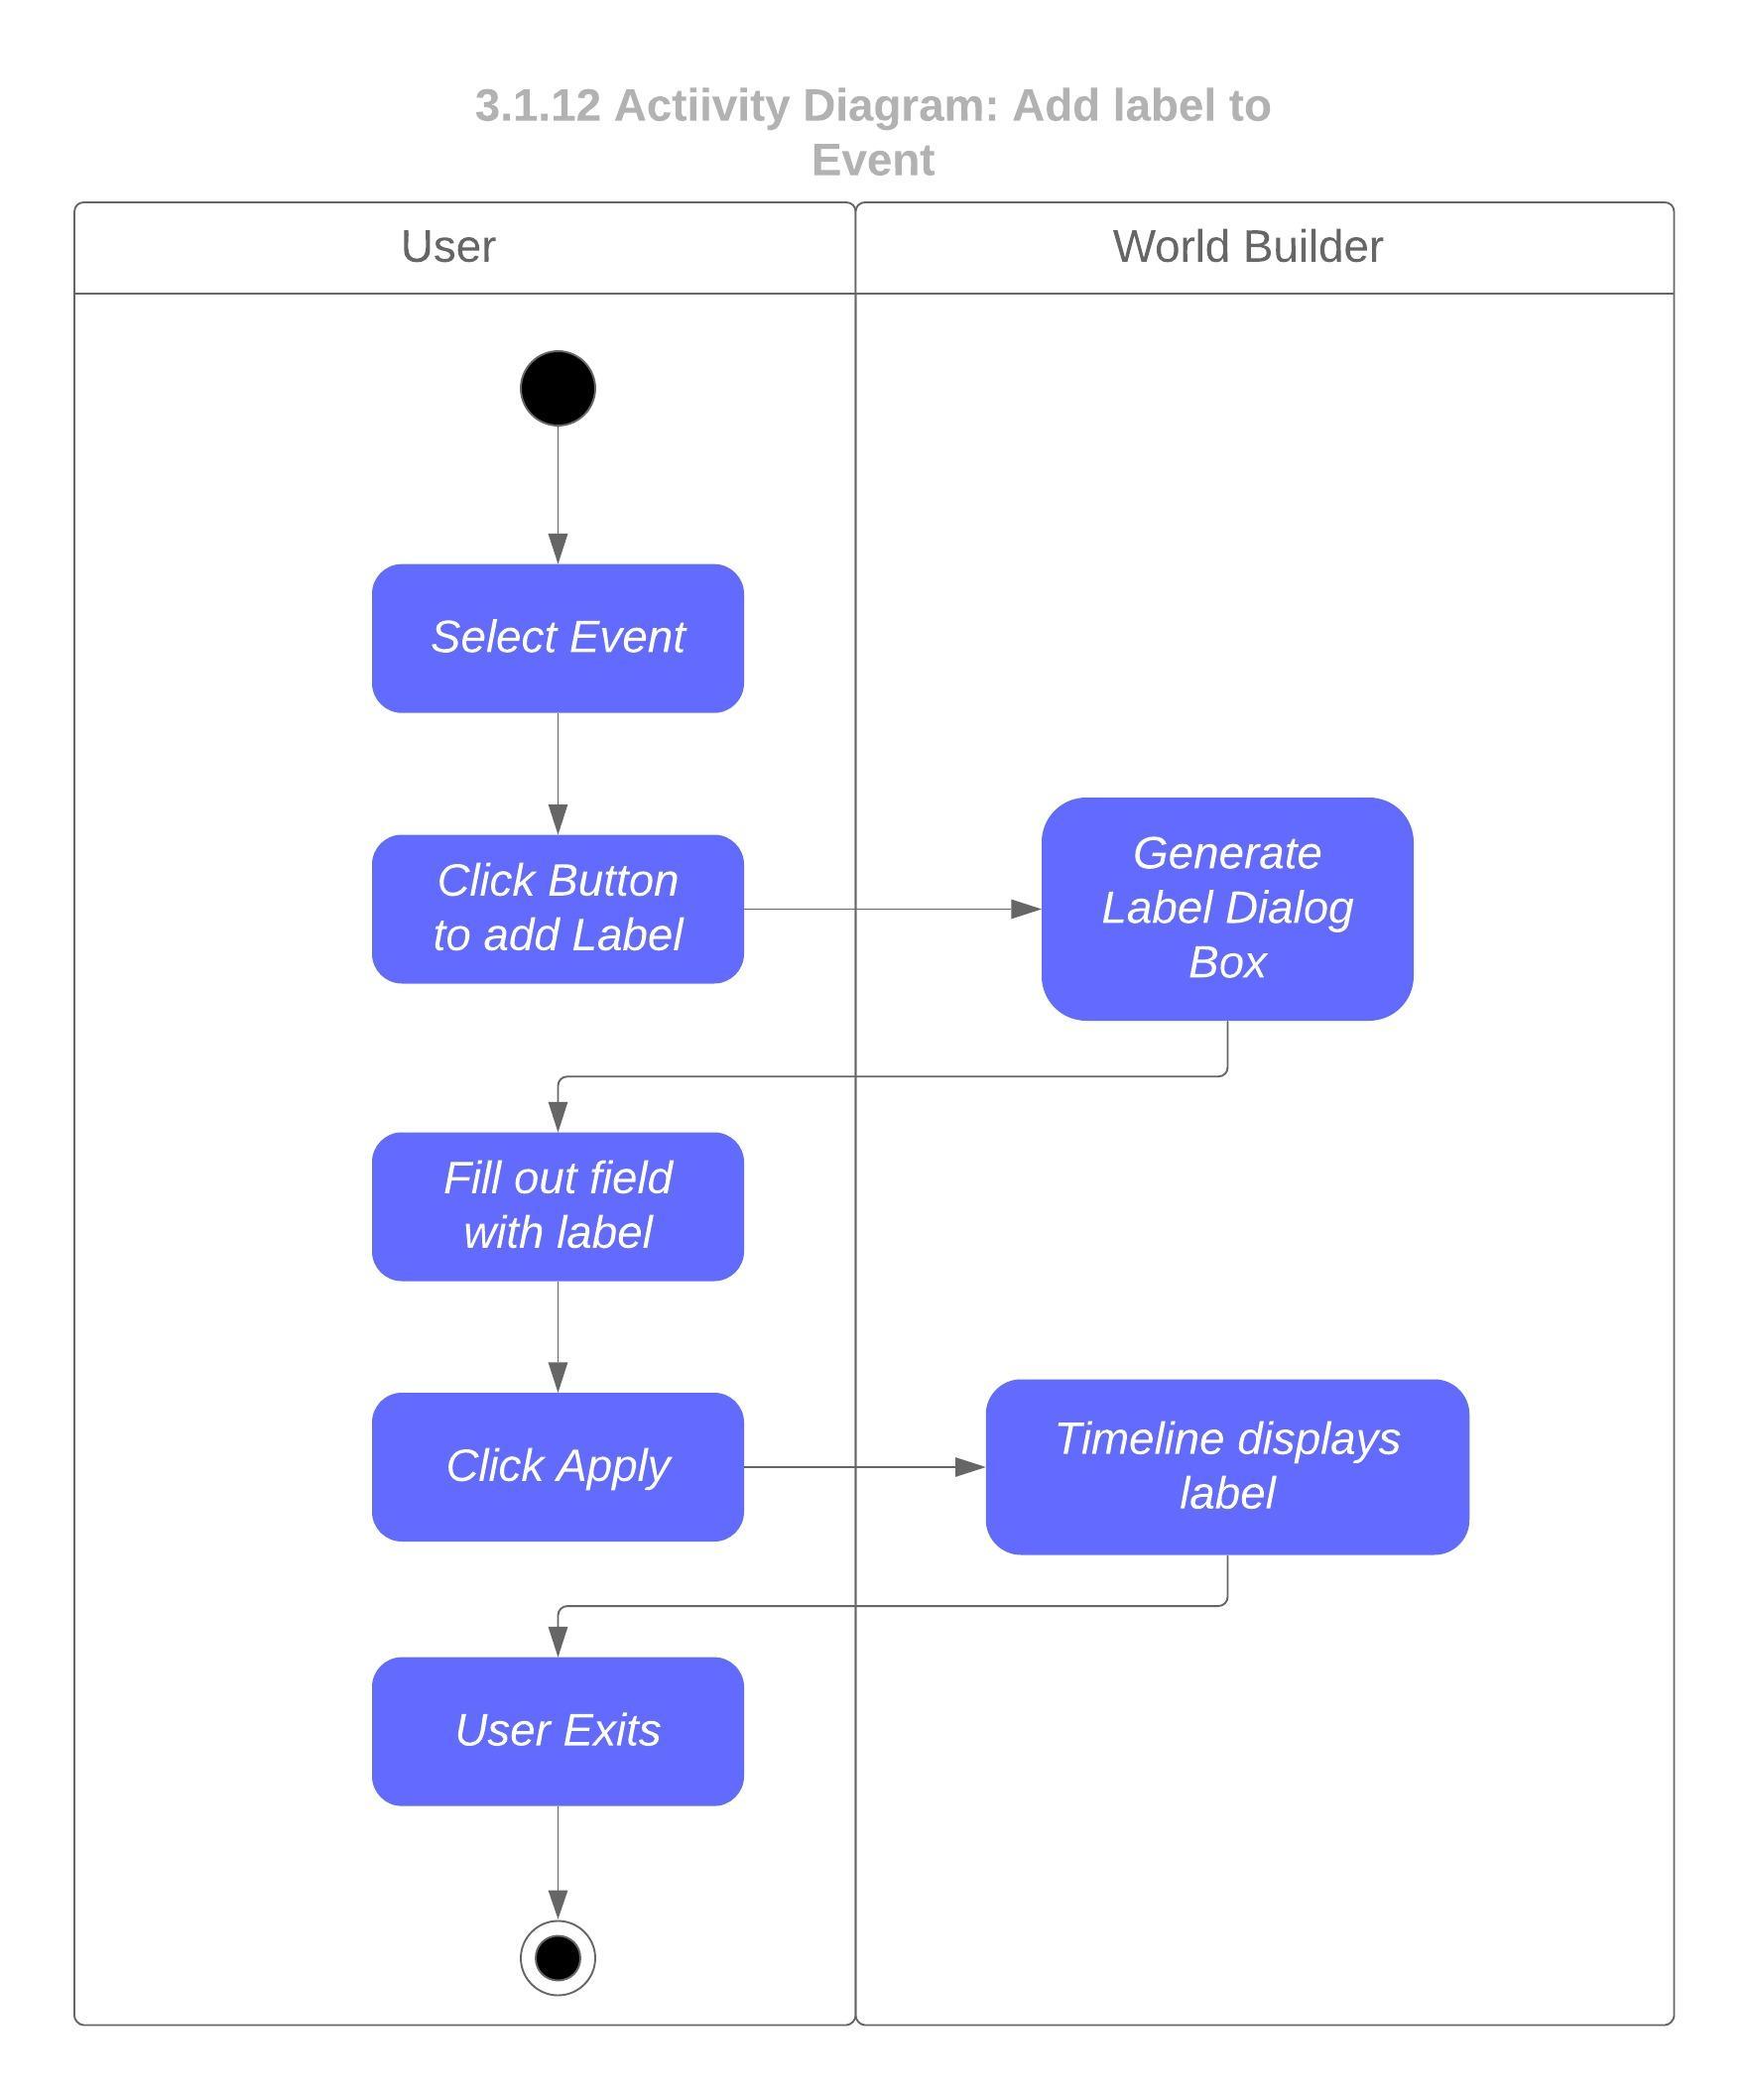 3.1.12 Actiivity Diagram: Add label to
Event
User
World Builder
Select Event
Click Button
to add Label
Generate
Label Dialog
Box
Fill out field
with label
Click Apply
Timeline displays
label
User Exits